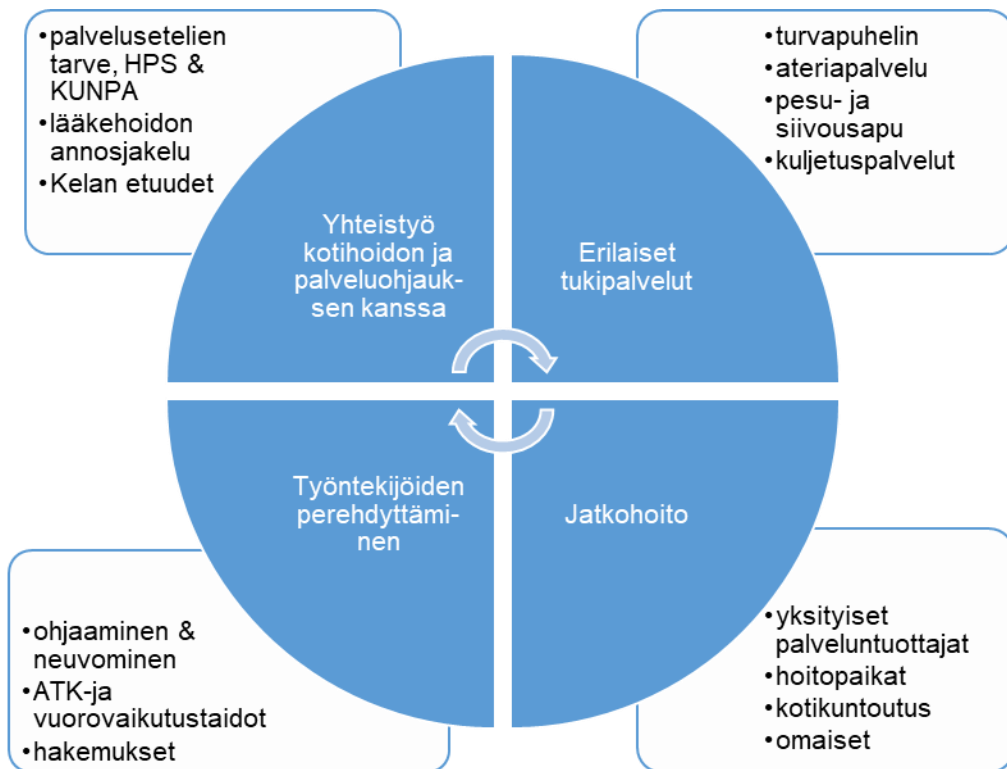 •palvelusetelien
tarve, HPS &
KUNPA
•lääkehoidon
annosjakelu
•Kelan etuudet
Yhteistyö
kotihoidon ja
palveluohjauk-
sen kanssa
•turvapuhelin
•ateriapalvelu
•pesu- ja
siivousapu
•kuljetuspalvelut
Erilaiset
tukipalvelut
Työntekijöiden
perehdyttämi-
nen
•ohjaaminen &
neuvominen
•ATK-ja
vuorovaikutustaidot
•hakemukset
Jatkohoito
•yksityiset
palveluntuottajat
•hoitopaikat
•kotikuntoutus
•omaiset